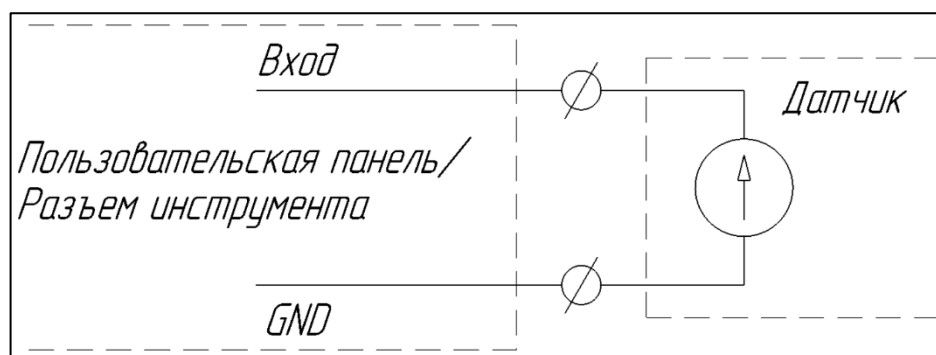 Вход
Датчик
Пользовательская панель/
Разъем инструмента
GND